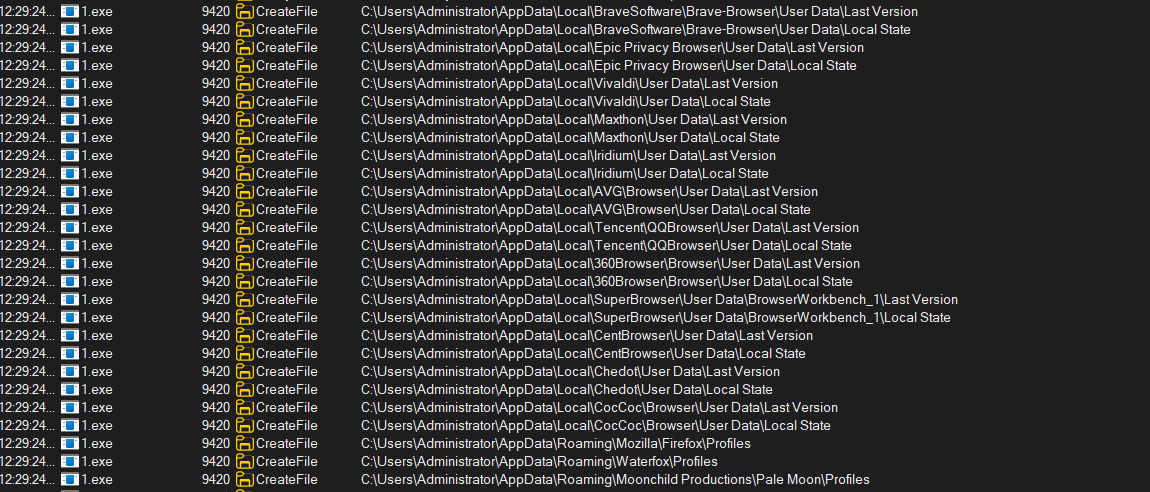 12:29:24... 1.exe 9420 CreateFile C:\Users\Administrator\AppData\Local\BraveSoftware\Brave-Browser\User Data\Last Version
12:29:24... 1.exe 9420 CreateFile C:\Users\Administrator\AppData\Local\BraveSoftware\Brave-Browser\User Data\Local State
12:29:24... 1.exe 9420 CreateFile C:\Users\Administrator\AppData\Local\Epic Privacy Browser\User Data\Last Version
12:29:24... 1.exe 9420 CreateFile C:\Users\Administrator\AppData\Local\Epic Privacy Browser\User Data\Local State
12:29:24... 1.exe 9420 CreateFile C:\Users\Administrator\AppData\Local\Vivaldi\User Data\Last Version
12:29:24... 1.exe 9420 CreateFile C:\Users\Administrator\AppData\Local\Vivaldi\User Data\Local State
12:29:24... 1.exe 9420 CreateFile C:\Users\Administrator\AppData\Local\Maxthon\User Data\Last Version
12:29:24... 1.exe 9420 CreateFile C:\Users\Administrator\AppData\Local\Maxthon\User Data\Local State
12:29:24... 1.exe 9420 CreateFile C:\Users\Administrator\AppData\Local\Iridium\User Data\Last Version
12:29:24... 1.exe 9420 CreateFile C:\Users\Administrator\AppData\Local\Iridium\User Data\Local State
12:29:24... 1.exe 9420 CreateFile C:\Users\Administrator\AppData\Local\AVG\Browser\User Data\Last Version
12:29:24... 1.exe 9420 CreateFile C:\Users\Administrator\AppData\Local\AVG\Browser\User Data\Local State
12:29:24... 1.exe 9420 CreateFile C:\Users\Administrator\AppData\Local\Tencent\QQBrowser\User Data\Last Version
12:29:24... 1.exe 9420 CreateFile C:\Users\Administrator\AppData\Local\Tencent\QQBrowser\User Data\Local State
12:29:24... 1.exe 9420 CreateFile C:\Users\Administrator\AppData\Local\360Browser\Browser\User Data\Last Version
12:29:24... 1.exe 9420 CreateFile C:\Users\Administrator\AppData\Local\360Browser\Browser\User Data\Local State
12:29:24... 1.exe 9420 CreateFile C:\Users\Administrator\AppData\Local\SuperBrowser\User Data\BrowserWorkbench_1\Last Version
12:29:24... 1.exe 9420 CreateFile C:\Users\Administrator\AppData\Local\SuperBrowser\User Data\BrowserWorkbench_1\Local State
12:29:24... 1.exe 9420 CreateFile C:\Users\Administrator\AppData\Local\CentBrowser\User Data\Last Version
12:29:24... 1.exe 9420 CreateFile C:\Users\Administrator\AppData\Local\CentBrowser\User Data\Local State
12:29:24... 1.exe 9420 CreateFile C:\Users\Administrator\AppData\Local\Chedot\User Data\Last Version
12:29:24... 1.exe 9420 CreateFile C:\Users\Administrator\AppData\Local\Chedot\User Data\Local State
12:29:24... 1.exe 9420 CreateFile C:\Users\Administrator\AppData\Local\CocCoc\Browser\User Data\Last Version
12:29:24... 1.exe 9420 CreateFile C:\Users\Administrator\AppData\Local\CocCoc\Browser\User Data\Local State
12:29:24... 1.exe 9420 CreateFile C:\Users\Administrator\AppData\Roaming\Mozilla\Firefox\Profiles
12:29:24... 1.exe 9420 CreateFile C:\Users\Administrator\AppData\Roaming\Waterfox\Profiles
12:29:24... 1.exe 9420 CreateFile C:\Users\Administrator\AppData\Roaming\Moonchild Productions\Pale Moon\Profiles